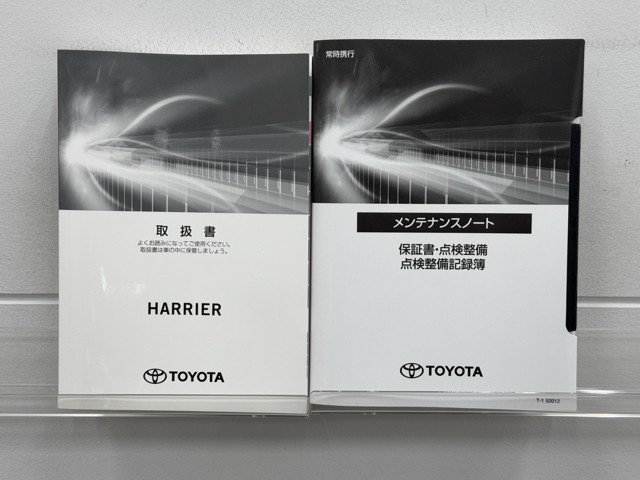 取扱書
よくお読みになってご使用ください。
取扱書は車の中に保管しましょう。
HARRIER
TOYOTA
常時携行
メンテナンスノート
保証書・点検整備
点検整備記録簿
TOYOTA